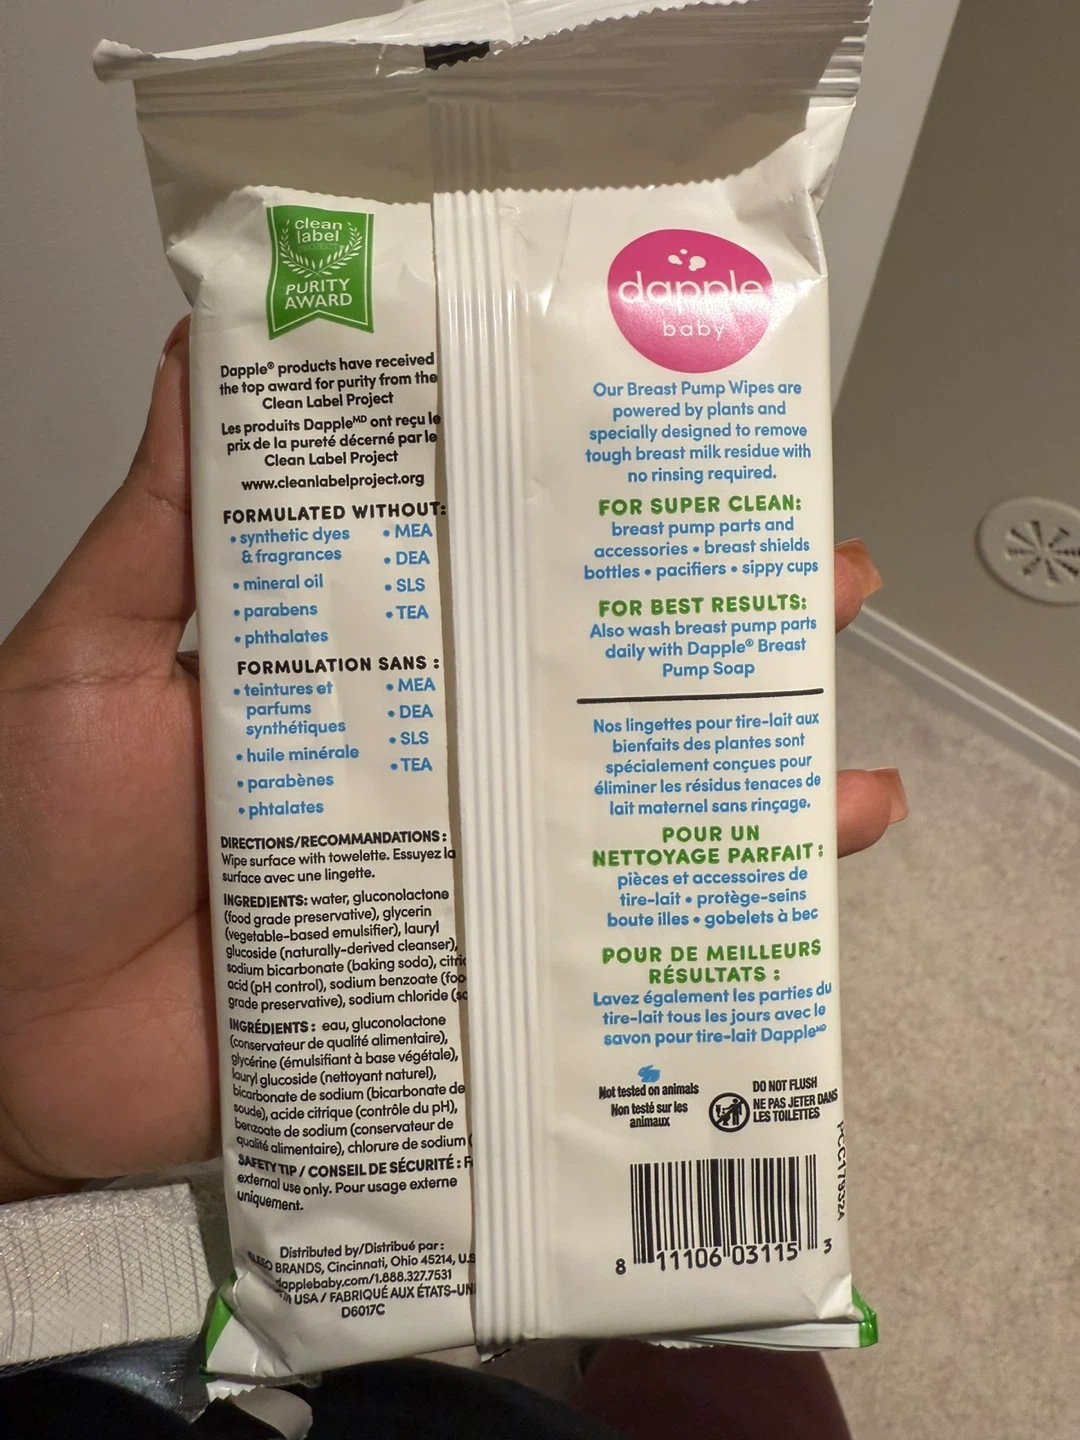 clean
label
PROJECT
PURITY
AWARD
Dapple® products have received
the top award for purity from the
Clean Label Project
Les produits Dapple ᴹᴰ ont reçu le
prix de la pureté décerné par le
Clean Label Project
www.cleanlabelproject.org
FORMULATED WITHOUT:
• synthetic dyes
& fragrances
• mineral oil
• parabens
• phthalates
• MEA
• DEA
• SLS
• TEA
FORMULATION SANS :
• teintures et
parfums
synthétiques
• huile minérale
• parabènes
• phtalates
• MEA
• DEA
• SLS
• TEA
DIRECTIONS/RECOMMANDATIONS:
Wipe surface with towelette. Essuyez la
surface avec une lingette.
INGREDIENTS: water, gluconolactone
(food grade preservative), glycerin
(vegetable-based emulsifier), lauryl
glucoside (naturally-derived cleanser),
sodium bicarbonate (baking soda),
acid (pH control), sodium benzoate
grade preservative), sodium chloride
INGRÉDIENTS : eau, gluconolactone
(conservateur de qualité alimentaire),
glycérine (émulsifiant à base végétale),
lauryl glucoside (nettoyant naturel),
bicarbonate de sodium (bicarbonate de
soude), acide citrique (contrôle du pH),
benzoate de sodium (conservateur de
qualité alimentaire), chlorure de sodium
SAFETY TIP / CONSEIL DE SÉCURITÉ :
external use only. Pour usage externe
uniquement.
Distributed by/Distribué par :
BRANDS, Cincinnati, Ohio 45214,
dapplebaby.com/1.888.327.7531
USA / FABRIQUÉ AUX
D6017C
dapple
baby
Our Breast Pump Wipes are
powered by plants and
specially designed to remove
tough breast milk residue with
no rinsing required.
FOR SUPER CLEAN:
breast pump parts and
accessories • breast shields
bottles • pacifiers • sippy cups
FOR BEST RESULTS:
Also wash breast pump parts
daily with Dapple® Breast
Pump Soap
Nos lingettes pour tire-lait aux
bienfaits des plantes sont
spécialement conçues pour
éliminer les résidus tenaces de
lait maternel sans rinçage.
POUR UN
NETTOYAGE PARFAIT :
pièces et accessoires de
tire-lait • protège-seins
boute illes • gobelets à bec
POUR DE MEILLEURS
RÉSULTATS :
Lavez également les parties du
tire-lait tous les jours avec le
savon pour tire-lait Dapple ᴹᴰ
Not tested on animals
Non testé sur les
animaux
DO NOT FLUSH
NE PAS JETER DANS
LES TOILETTES
PCC17932A
8 11106 03115 3